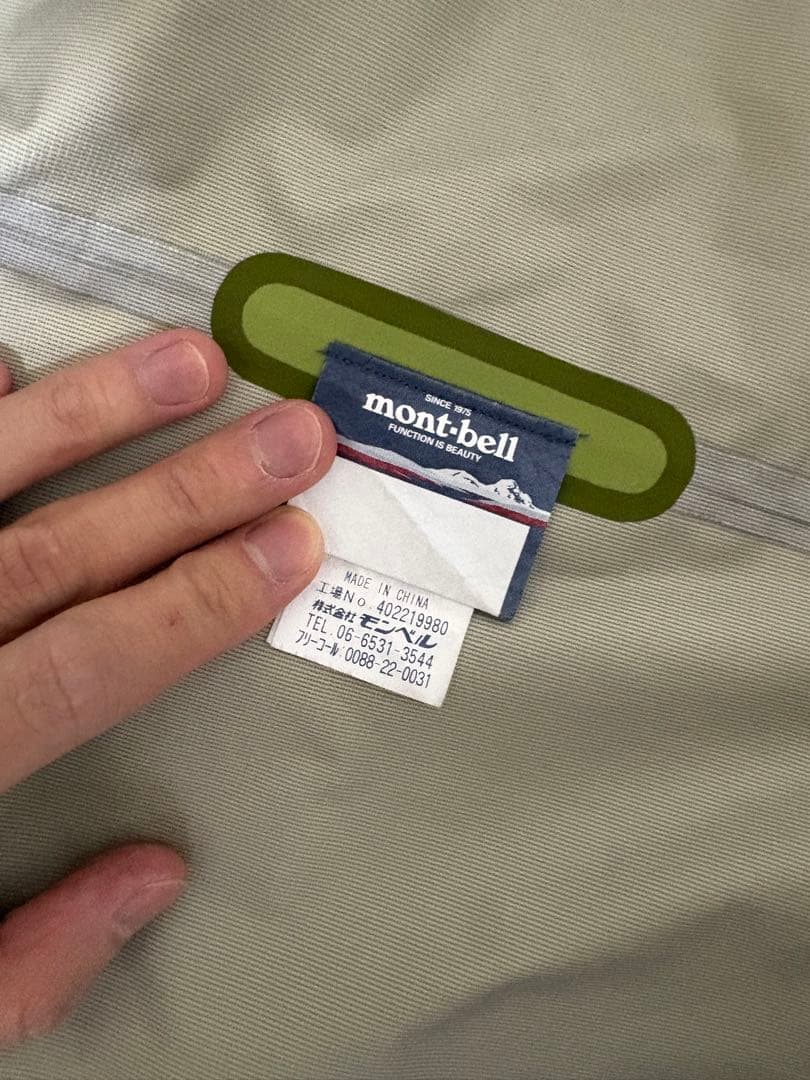 SINCE 1975
mont-bell
FUNCTION IS BEAUTY
MADE IN CHINA
工場No. 402219980
株式会社 モンベル
TEL.06-6531-3544
フリーコール:0088-22-0031